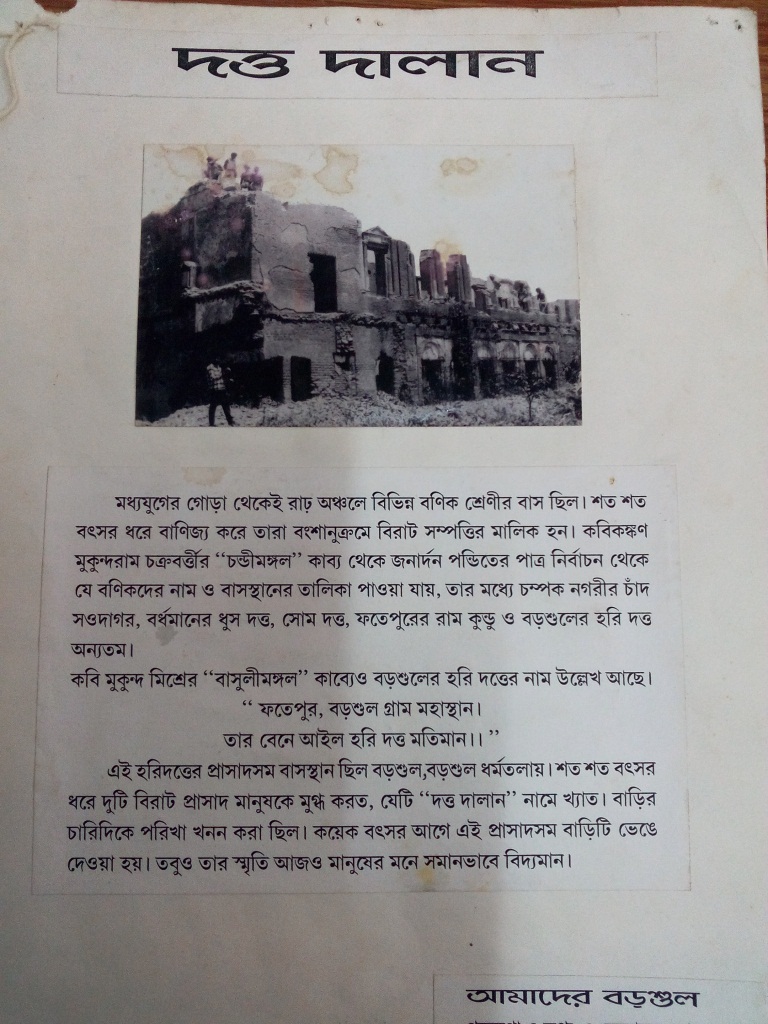 দত্ত দালান
মধ্যযুগের গোড়া থেকেই রাঢ় অঞ্চলে বিভিন্ন বণিক শ্রেণীর বাস ছিল। শত শত
বৎসর ধরে বাণিজ্য করে তারা বংশানুক্রমে বিরাট সম্পত্তির মালিক হন। কবিকঙ্কণ
মুকুন্দরাম চক্রবর্ত্তীর “চন্ডীমঙ্গল” কাব্য থেকে জনার্দন পন্ডিতের পাত্র নির্বাচন থেকে
যে বণিকদের নাম ও বাসস্থানের তালিকা পাওয়া যায়, তার মধ্যে চম্পক নগরীর চাঁদ
সওদাগর, বর্ধমানের ধুস দত্ত, সোম দত্ত, ফতেপুরের রাম কুন্ডু ও বড়শুলের হরি দত্ত
অন্যতম।
কবি মুকুন্দ মিশ্রের “বাসুলীমঙ্গল” কাব্যেও বড়শুলের হরি দত্তের নাম উল্লেখ আছে।
“ ফতেপুর, বড়শুল গ্রাম মহাস্থান।
তার বেনে আইল হরি দত্ত মতিমান।। ”
এই হরিদত্তের প্রাসাদসম বাসস্থান ছিল বড়শুল,বড়শুল ধর্মতলায়। শত শত বৎসর
ধরে দুটি বিরাট প্রাসাদ মানুষকে মুগ্ধ করত, যেটি “দত্ত দালান” নামে খ্যাত। বাড়ির
চারিদিকে পরিখা খনন করা ছিল। কয়েক বৎসর আগে এই প্রাসাদসম বাড়িটি ভেঙে
দেওয়া হয়। তবুও তার স্মৃতি আজও মানুষের মনে সমানভাবে বিদ্যমান।
আমাদের বড়শুল